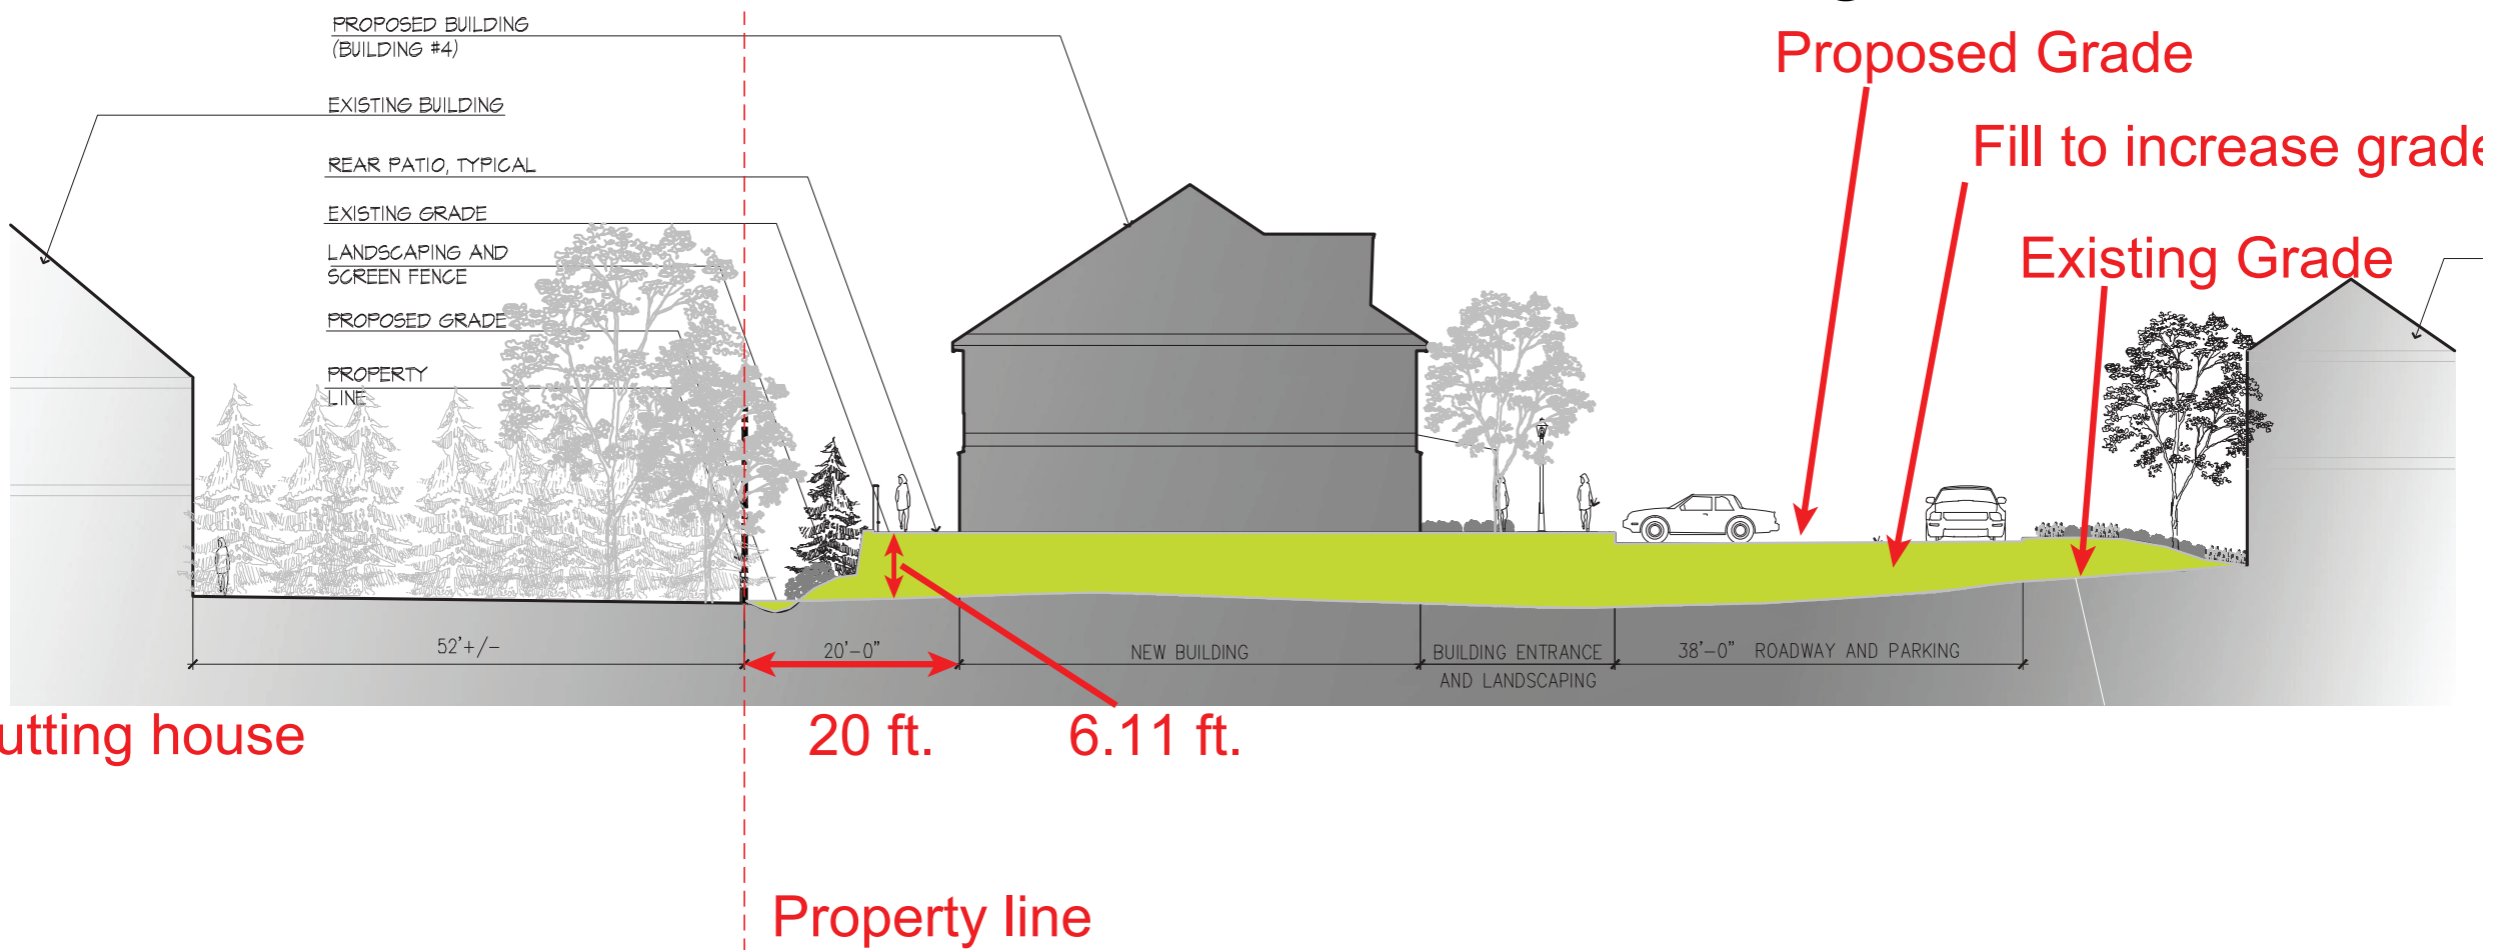 PROPOSED BUILDING
(BUILDING #4)
EXISTING BUILDING
REAR PATIO, TYPICAL
EXISTING GRADE
LANDSCAPING AND
SCREEN FENCE
PROPOSED GRADE
PROPERTY
LINE
Proposed Grade
Fill to increase grade
Existing Grade
52'+/-
20'-0"
NEW BUILDING
BUILDING ENTRANCE
AND LANDSCAPING
38'-0" ROADWAY AND PARKING
utting house
20 ft.
6.11 ft.
Property line